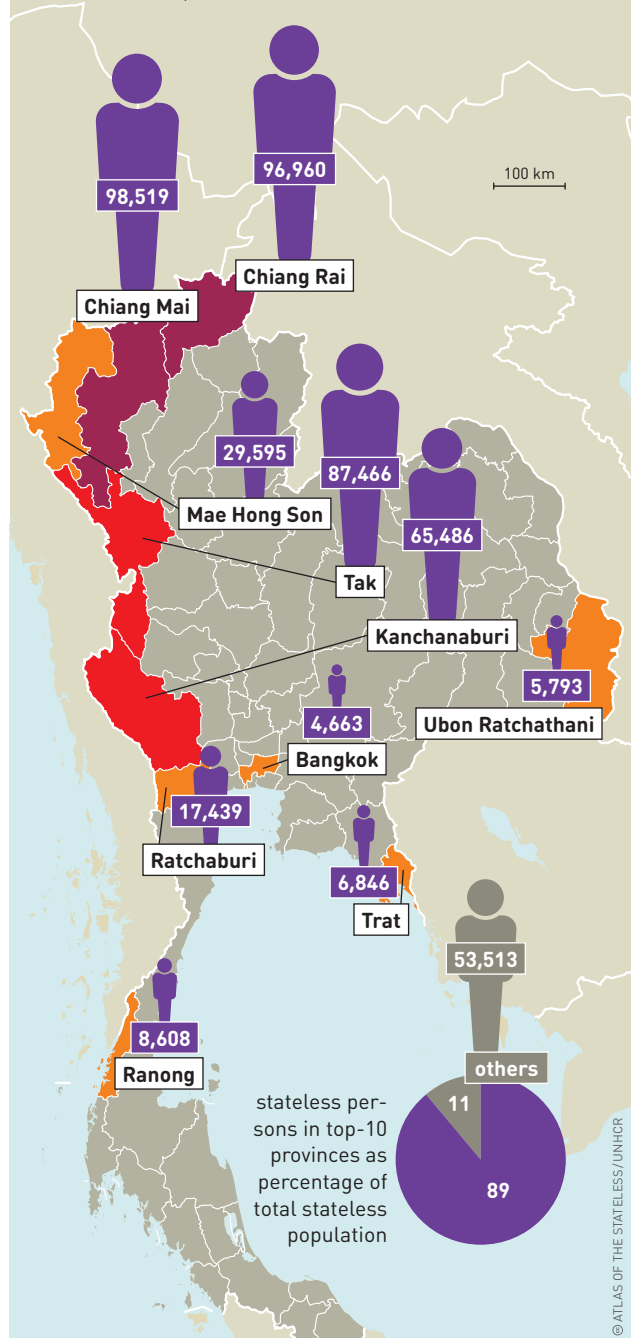 96,960
98,519
100 km
Chiang Rai
Chiang Mai
29,595
87,466
65,486
Mae Hong Son
Tak
Kanchanaburi
5,793
4,663
Ubon Ratchathani
Bangkok
17,439
Ratchaburi
6,846
Trat
53,513
8,608
Ranong
others
stateless per-
sons in top-10
provinces as
percentage of
total stateless
population
11
89
© ATLAS OF THE STATELESS/UNHCR